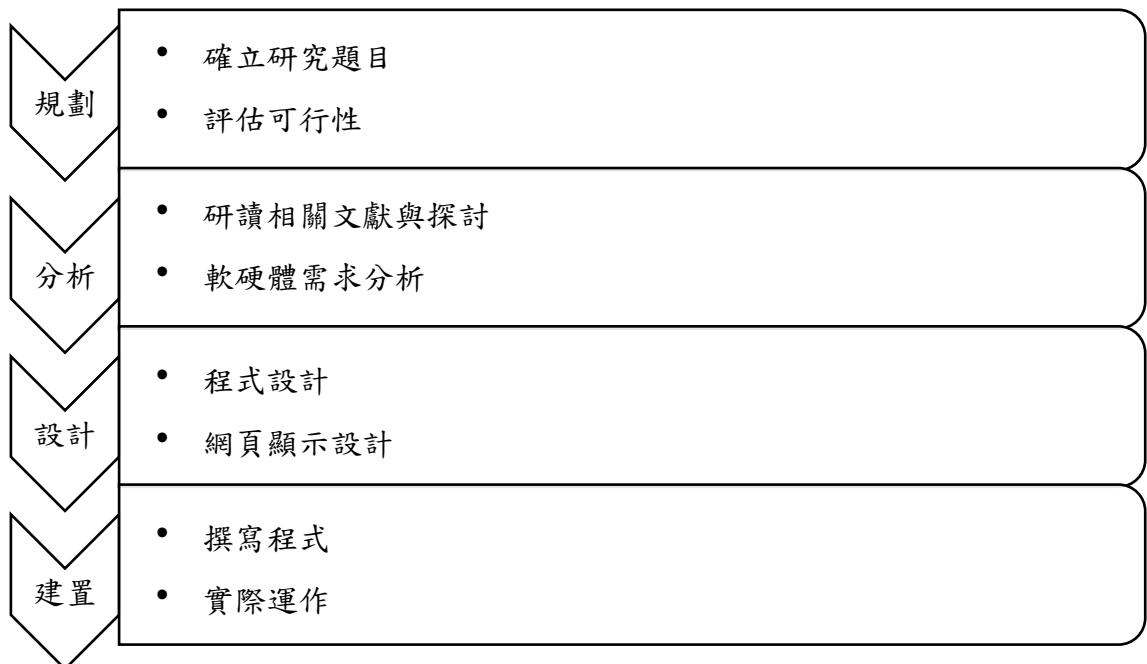 規劃
• 確立研究題目
• 評估可行性
分析
• 研讀相關文獻與探討
• 軟硬體需求分析
設計
• 程式設計
• 網頁顯示設計
建置
• 撰寫程式
• 實際運作